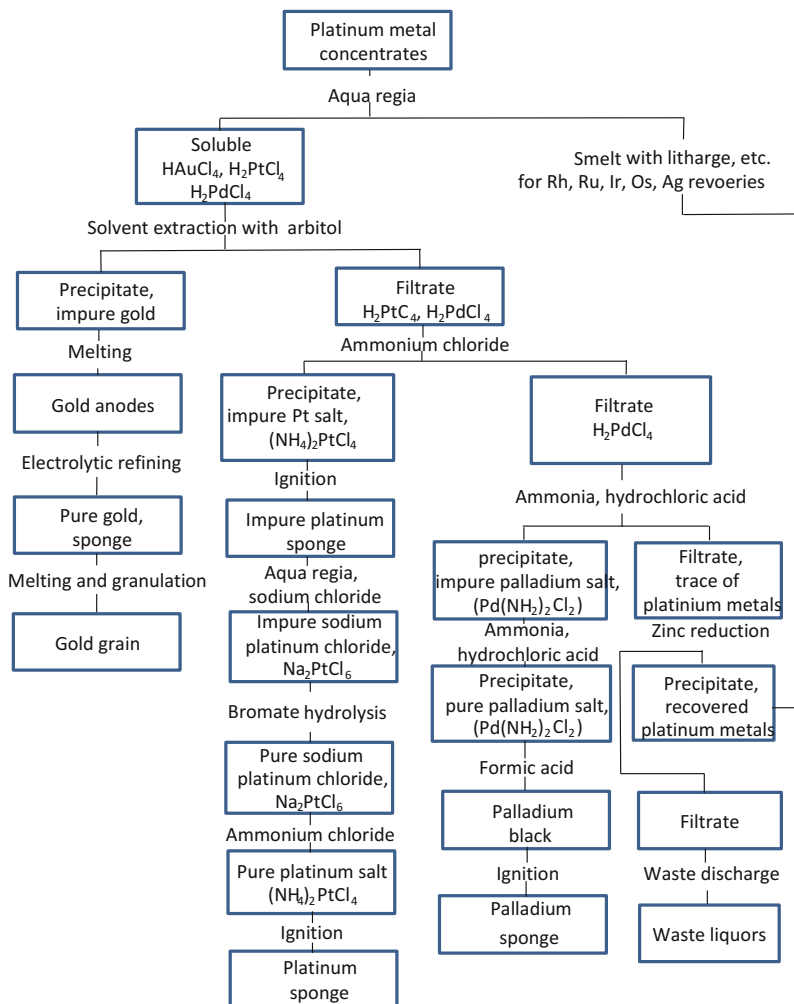 Platinum metal
concentrates
Aqua regia
Soluble
HAuCl₄, H₂PtCl₄
H₂PdCl₄
Smelt with litharge, etc.
for Rh, Ru, Ir, Os, Ag revoeries
Solvent extraction with arbitol
Precipitate,
impure gold
Filtrate
H₂PtC₄, H₂PdCl₄
Melting
Ammonium chloride
Gold anodes
Precipitate,
impure Pt salt,
(NH₄)₂PtCl₄
Filtrate
H₂PdCl₄
Electrolytic refining
Ignition
Ammonia, hydrochloric acid
Pure gold,
sponge
Impure platinum
sponge
precipitate,
impure palladium salt,
(Pd(NH₂)₂Cl₂)
Filtrate,
trace of
platinium metals
Melting and granulation
Aqua regia,
sodium chloride
Ammonia,
hydrochloric acid
Zinc reduction
Gold grain
Impure sodium
platinum chloride,
Na₂PtCl₆
Precipitate,
pure palladium salt,
(Pd(NH₂)₂Cl₂)
Precipitate,
recovered
platinum metals
Bromate hydrolysis
Formic acid
Pure sodium
platinum chloride,
Na₂PtCl₆
Palladium
black
Filtrate
Ammonium chloride
Ignition
Waste discharge
Pure platinum salt
(NH₄)₂PtCl₄
Palladium
sponge
Waste liquors
Ignition
Platinum
sponge